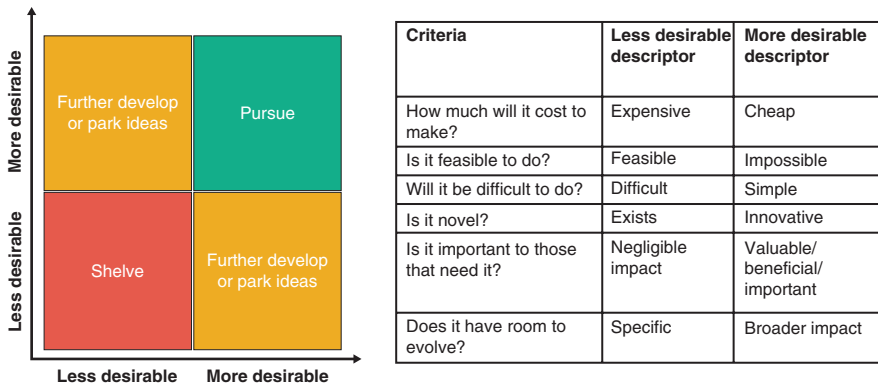 More desirable
Less desirable
Further develop
or park ideas
Pursue
Shelve
Further develop
or park ideas
Less desirable
More desirable
Criteria
Less desirable
descriptor
More desirable
descriptor
How much will it cost to
make?
Expensive
Cheap
Is it feasible to do?
Feasible
Impossible
Will it be difficult to do?
Difficult
Simple
Is it novel?
Exists
Innovative
Is it important to those
that need it?
Negligible
impact
Valuable/
beneficial/
important
Does it have room to
evolve?
Specific
Broader impact